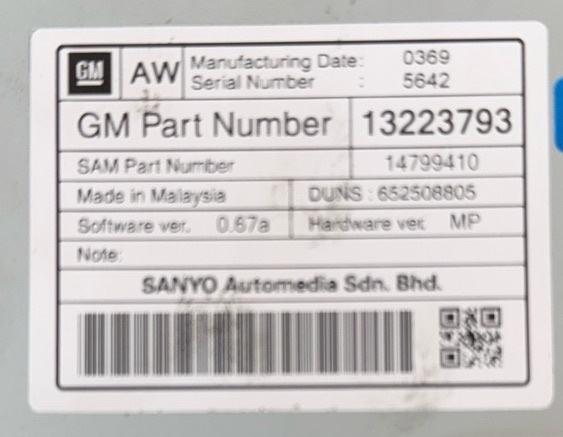 GM AW Manufacturing Date: 0369
Serial Number : 5642
GM Part Number 13223793
SAM Part Number 14799410
Made in Malaysia DUNS : 652508805
Software ver. 0.67a Hardware ver. MP
Note:
SANYO Automedia Sdn. Bhd.